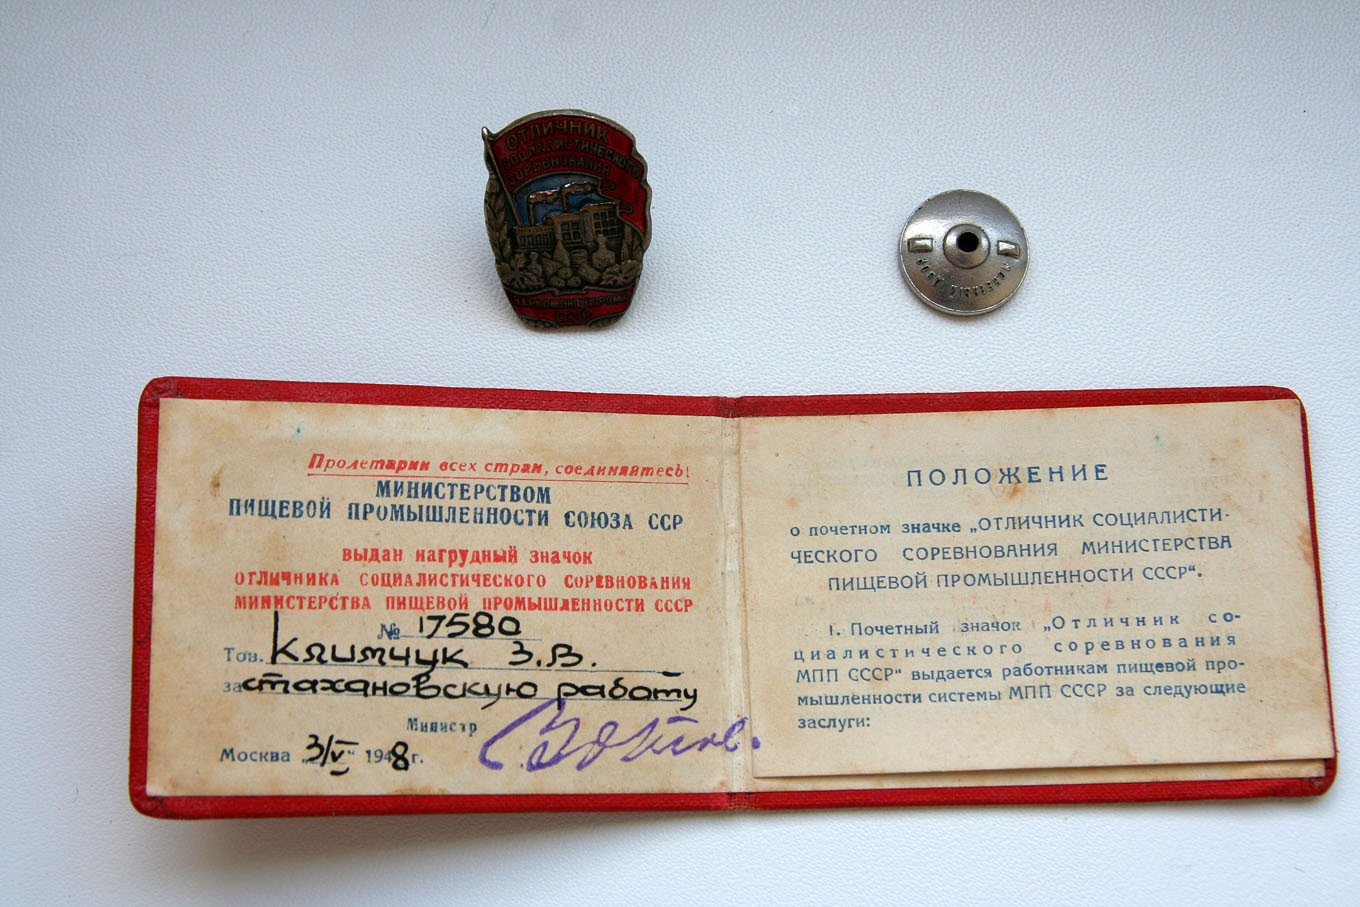 ОТЛИЧНИК
СОЦИАЛИСТИЧЕСКОГО
СОРЕВНОВАНИЯ
НАРКОМПИЩЕПРОМА
СССР
Пролетарии всех стран, соединяйтесь!
МИНИСТЕРСТВОМ
ПИЩЕВОЙ ПРОМЫШЛЕННОСТИ СОЮЗА ССР
выдан нагрудный значок
ОТЛИЧНИКА СОЦИАЛИСТИЧЕСКОГО СОРЕВНОВАНИЯ
МИНИСТЕРСТВА ПИЩЕВОЙ ПРОМЫШЛЕННОСТИ СССР
№ 17580
Тов. Климчук З.В.
за стахановскую работу
Министр
Москва „3/V" 1948 г.
ПОЛОЖЕНИЕ
о почетном значке „ОТЛИЧНИК СОЦИАЛИСТИ-
ЧЕСКОГО СОРЕВНОВАНИЯ МИНИСТЕРСТВА
ПИЩЕВОЙ ПРОМЫШЛЕННОСТИ СССР".
1. Почетный значок „Отличник со-
циалистического соревнования
МПП СССР" выдается работникам пищевой про-
мышленности системы МПП СССР за следующие
заслуги: